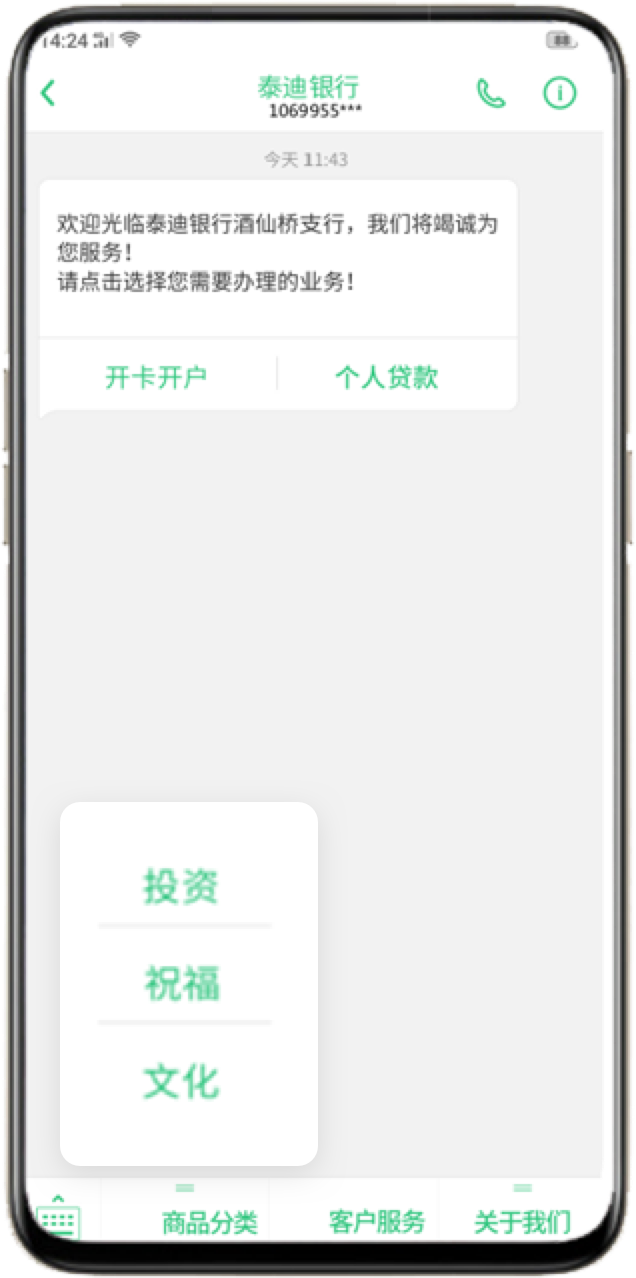 14:24
泰迪银行
1069955***
今天 11:43
欢迎光临泰迪银行酒仙桥支行，我们将竭诚为
您服务！
请点击选择您需要办理的业务！
开卡开户 个人贷款
投资
祝福
文化
商品分类 客户服务 关于我们